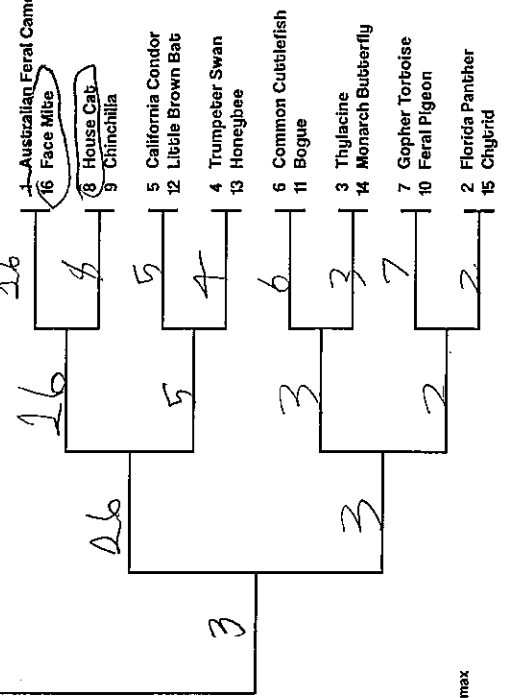 1 Australian Feral Came
16 Face Mite
8 House Cat
9 Chinchilla
5 California Condor
12 Little Brown Bat
4 Trumpeter Swan
13 Honeybee
6 Common Cuttlefish
11 Bogue
3 Thylacine
14 Monarch Butterfly
7 Gopher Tortoise
10 Feral Pigeon
2 Florida Panther
15 Chytrid
16
8
5
4
6
3
7
2
16
5
3
2
16
3
3
max